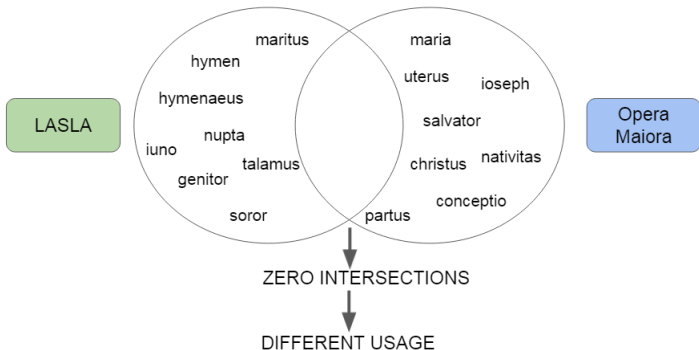 LASLA
maritus
hymen
hymenaeus
nupta
iuno
talamus
genitor
soror
maria
uterus
ioseph
salvator
christus
nativitas
conceptio
partus
Opera
Maiora
ZERO INTERSECTIONS
DIFFERENT USAGE